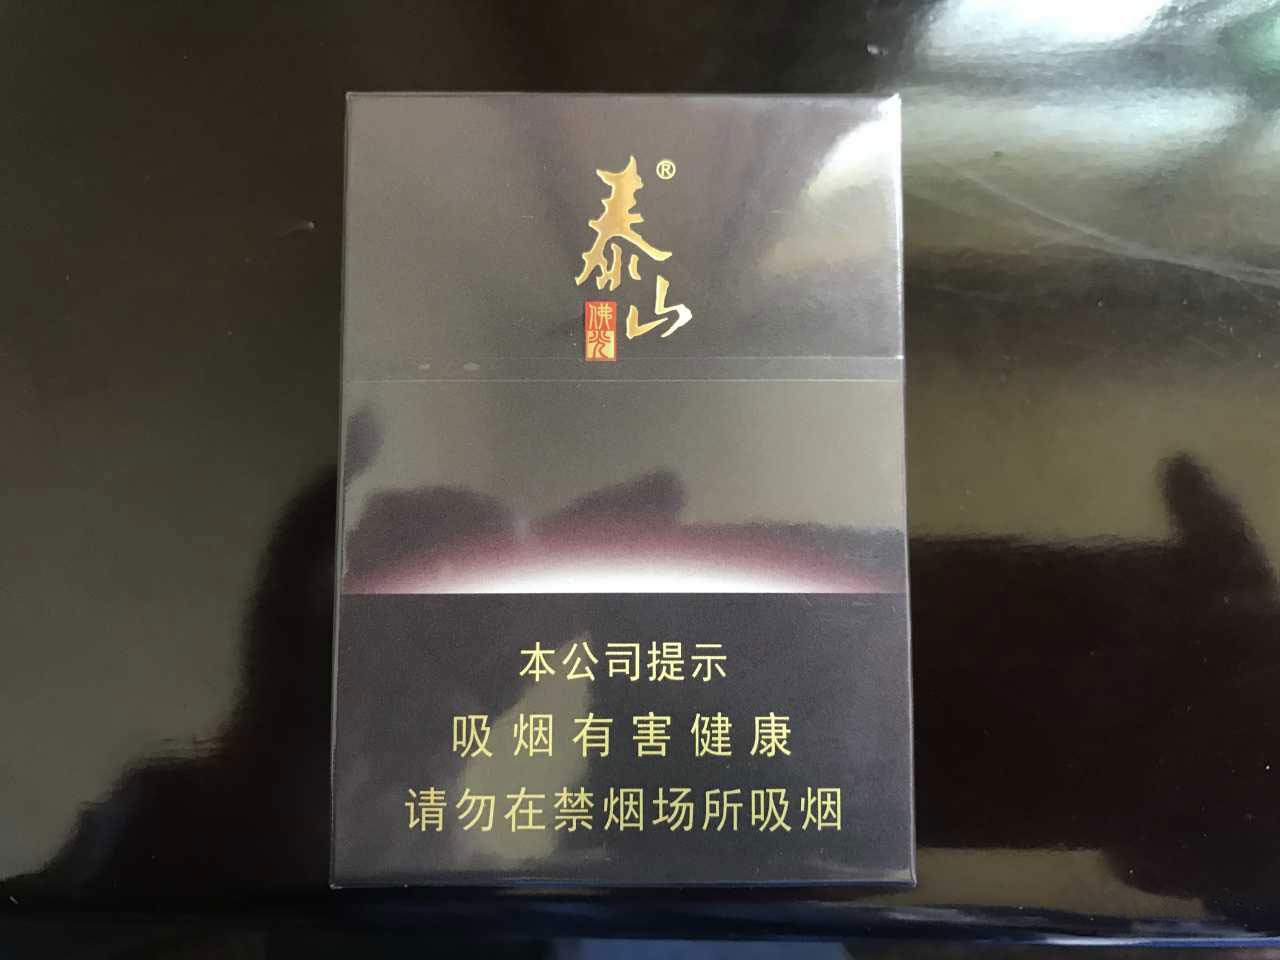 泰山®
佛光
本公司提示
吸烟有害健康
请勿在禁烟场所吸烟